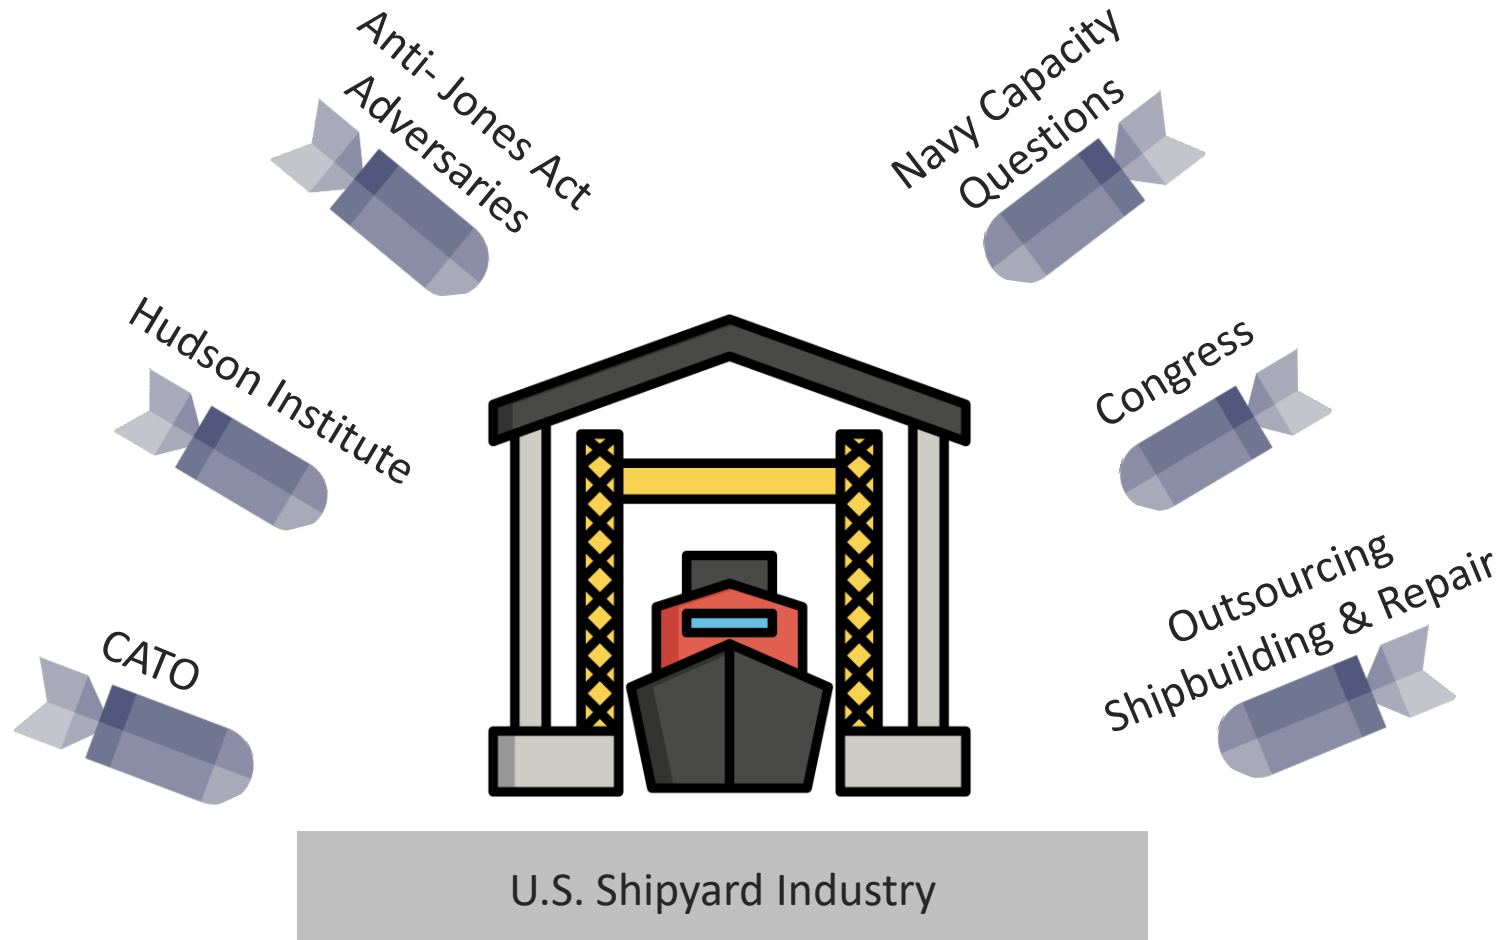 Anti- Jones Act
Adversaries
Navy Capacity
Questions
Hudson Institute
Congress
CATO
Outsourcing
Shipbuilding & Repair
U.S. Shipyard Industry